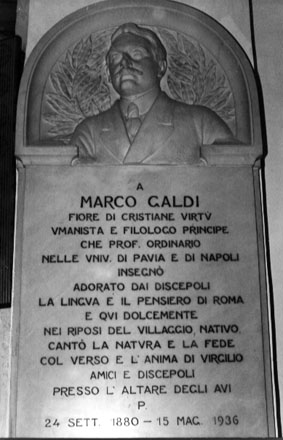 A
MARCO GALDI
FIORE DI CRISTIANE VIRTV
VMANISTA E FILOLOGO PRINCIPE
CHE PROF. ORDINARIO
NELLE VNIV. DI PAVIA E DI NAPOLI
INSEGNÒ
ADORATO DAI DISCEPOLI
LA LINGVA E IL PENSIERO DI ROMA
E QVI DOLCEMENTE
NEI RIPOSI DEL VILLAGGIO, NATIVO,
CANTÒ LA NATVRA E LA FEDE
COL VERSO E L'ANIMA DI VIRGILIO
AMICI E DISCEPOLI
PRESSO L'ALTARE DEGLI AVI
P.
24 SETT. 1880 - 15 MAG. 1936